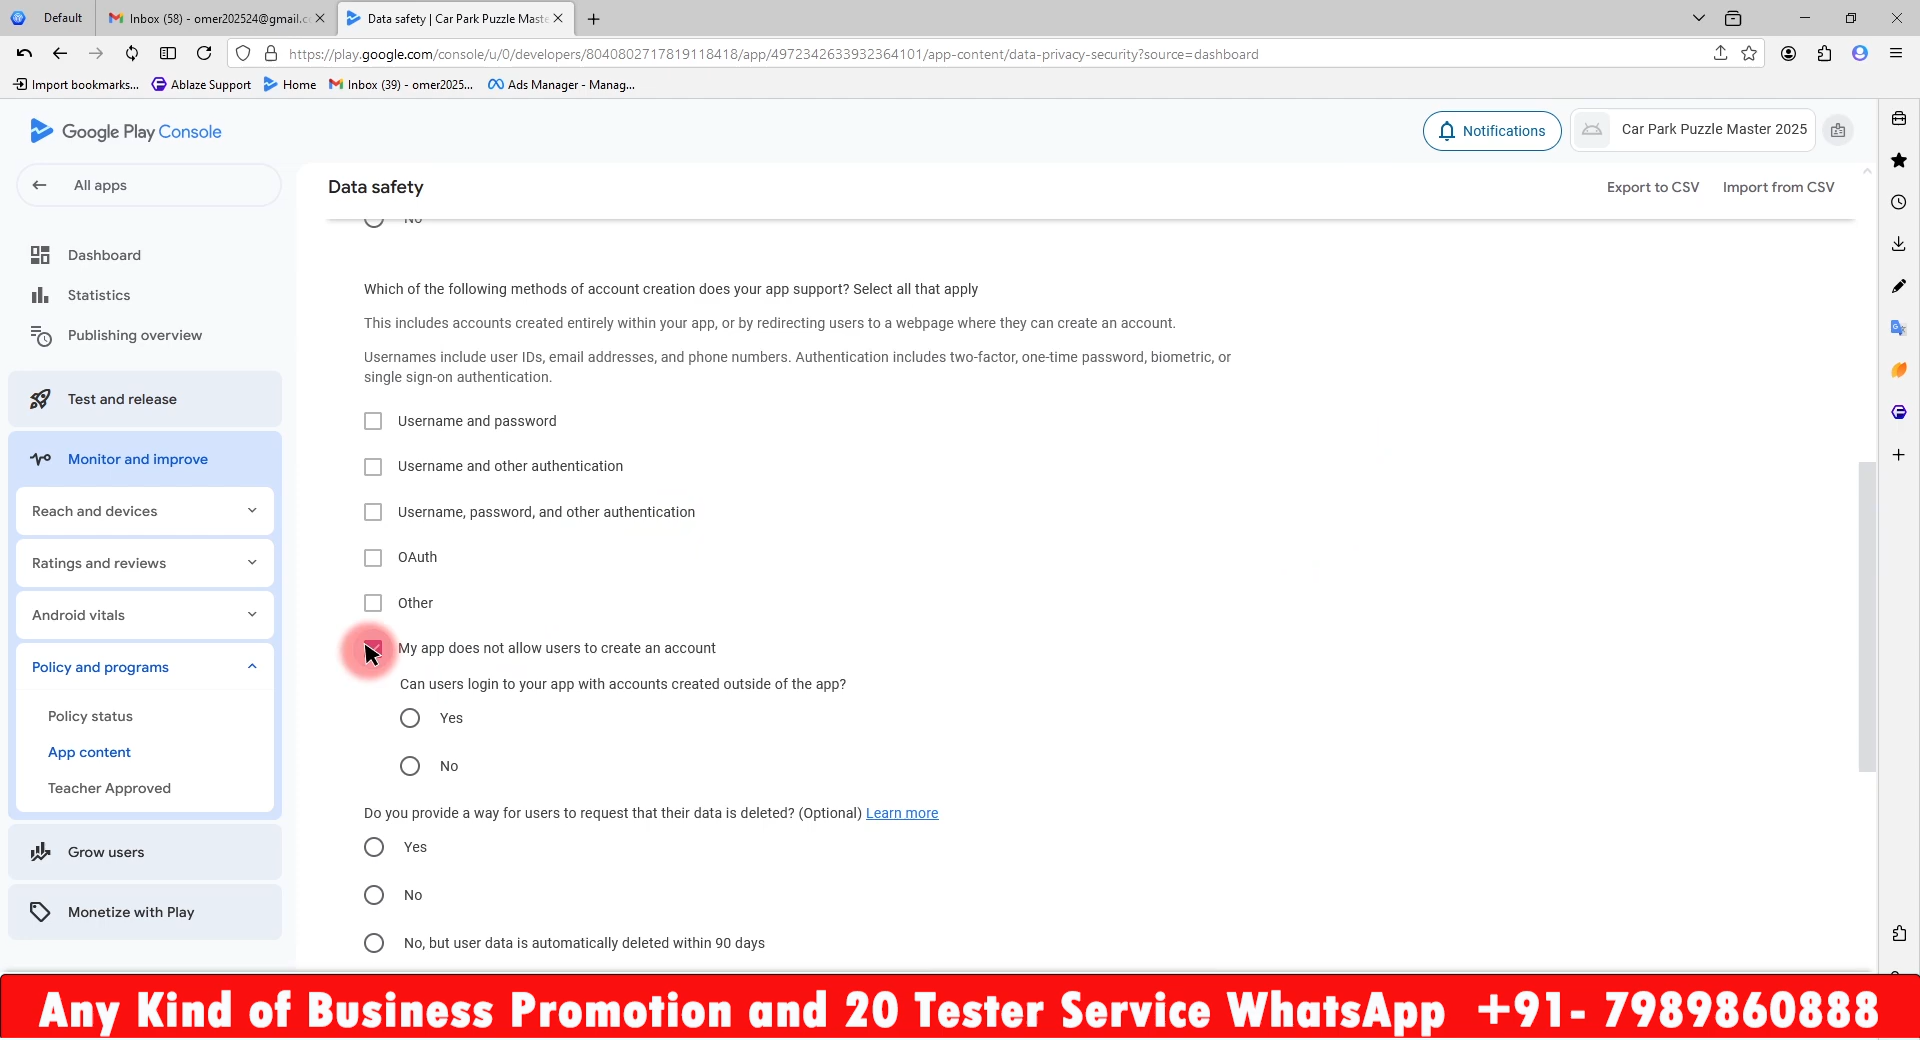 Default
Inbox (58) - omer202524@gmail.c
Data safety | Car Park Puzzle Maste
https://play.google.com/console/u/0/developers/8040802717819118418/app/4972342633932364101/app-content/data-privacy-security?source=dashboard
Import bookmarks...
Ablaze Support
Home
Inbox (39) - omer2025...
Ads Manager - Manag...
Google Play Console
Notifications
Car Park Puzzle Master 2025
All apps
Data safety
Export to CSV
Import from CSV
Dashboard
Statistics
Publishing overview
Test and release
Monitor and improve
Reach and devices
Ratings and reviews
Android vitals
Policy and programs
Policy status
App content
Teacher Approved
Grow users
Monetize with Play
No
Which of the following methods of account creation does your app support? Select all that apply
This includes accounts created entirely within your app, or by redirecting users to a webpage where they can create an account.
Usernames include user IDs, email addresses, and phone numbers. Authentication includes two-factor, one-time password, biometric, or
single sign-on authentication.
Username and password
Username and other authentication
Username, password, and other authentication
OAuth
Other
My app does not allow users to create an account
Can users login to your app with accounts created outside of the app?
Yes
No
Do you provide a way for users to request that their data is deleted? (Optional) Learn more
Yes
No
No, but user data is automatically deleted within 90 days
Any Kind of Business Promotion and 20 Tester Service WhatsApp +91- 7989860888